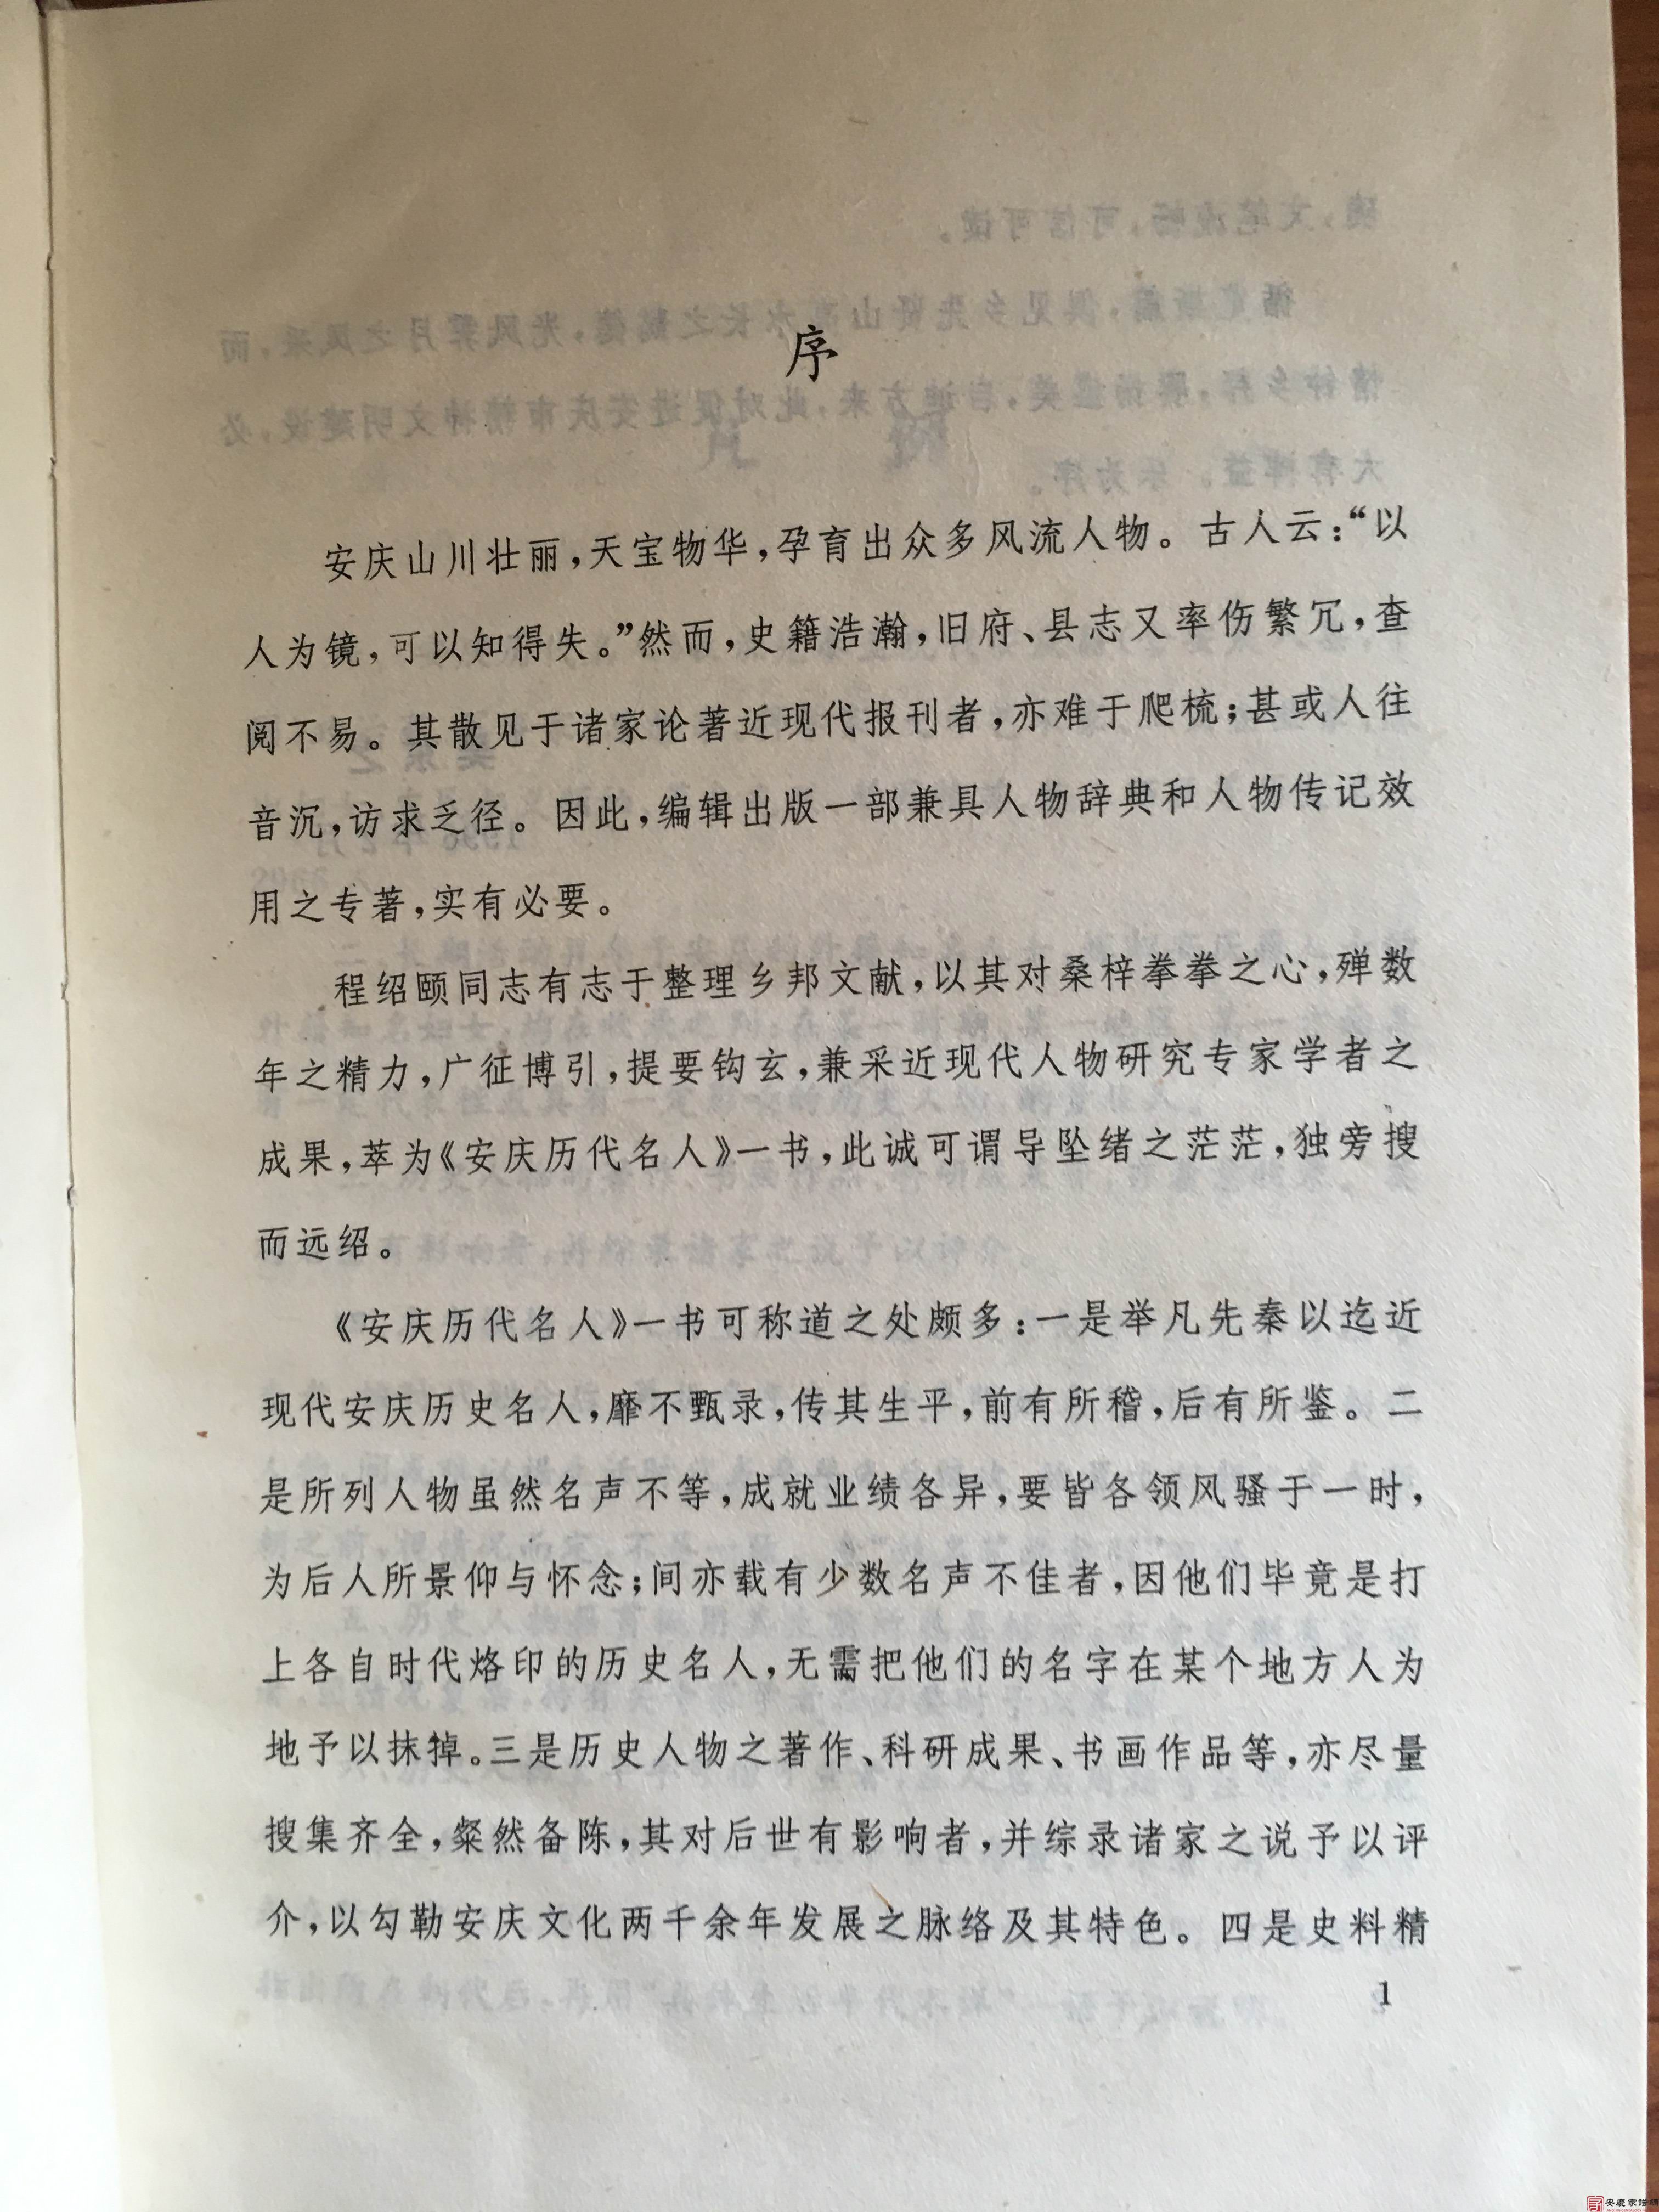 序
安庆山川壮丽，天宝物华，孕育出众多风流人物。古人云：“以
人为镜，可以知得失。”然而，史籍浩瀚，旧府、县志又率伤繁冗，查
阅不易。其散见于诸家论著近现代报刊者，亦难于爬梳；甚或人往
音沉，访求乏径。因此，编辑出版一部兼具人物辞典和人物传记效
用之专著，实有必要。
程绍颐同志有志于整理乡邦文献，以其对桑梓拳拳之心，殚数
年之精力，广征博引，提要钩玄，兼采近现代人物研究专家学者之
成果，萃为《安庆历代名人》一书，此诚可谓导坠绪之茫茫，独旁搜
而远绍。
《安庆历代名人》一书可称道之处颇多：一是举凡先秦以迄近
现代安庆历史名人，靡不甄录，传其生平，前有所稽，后有所鉴。二
是所列人物虽然名声不等，成就业绩各异，要皆各领风骚于一时，
为后人所景仰与怀念；间亦载有少数名声不佳者，因他们毕竟是打
上各自时代烙印的历史名人，无需把他们的名字在某个地方人为
地予以抹掉。三是历史人物之著作、科研成果、书画作品等，亦尽量
搜集齐全，粲然备陈，其对后世有影响者，并综录诸家之说予以评
介，以勾勒安庆文化两千余年发展之脉络及其特色。四是史料精
1